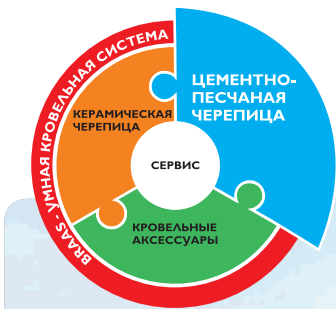 BRAAS - УМНАЯ КРОВЕЛЬНАЯ СИСТЕМА
ЦЕМЕНТНО-
ПЕСЧАНАЯ
ЧЕРЕПИЦА
КЕРАМИЧЕСКАЯ
ЧЕРЕПИЦА
СЕРВИС
КРОВЕЛЬНЫЕ
АКСЕССУАРЫ